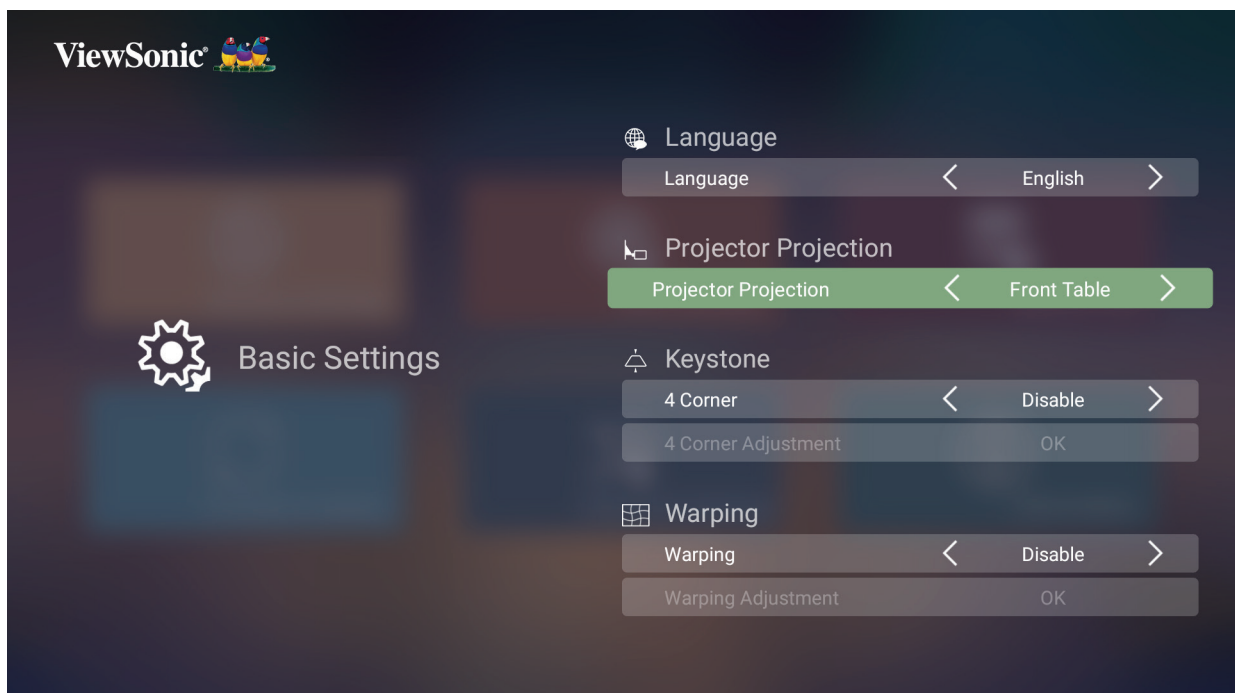 ViewSonic®
Language
Language English
Projector Projection
Projector Projection Front Table
Basic Settings
Keystone
4 Corner Disable
4 Corner Adjustment OK
Warping
Warping Disable
Warping Adjustment OK